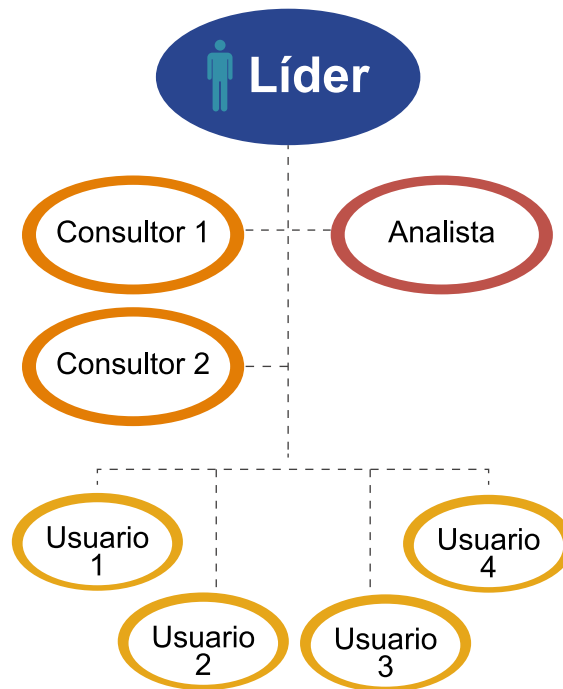 Líder
Consultor 1
Analista
Consultor 2
Usuario
1
Usuario
4
Usuario
2
Usuario
3